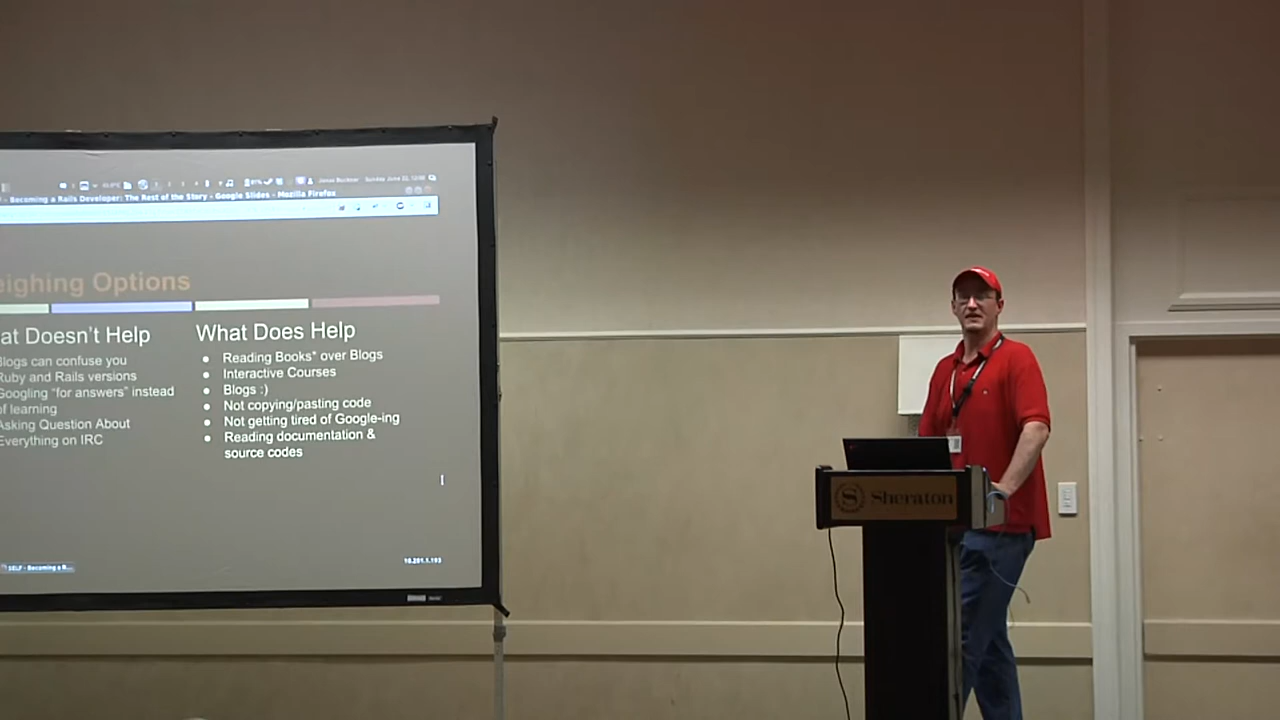 - Becoming a Rails Developer: The Rest of the Story - Google Slides - Mozilla Firefox
eighing Options
at Doesn't Help
Blogs can confuse you
Ruby and Rails versions
Googling "for answers" instead
of learning
Asking Question About
Everything on IRC
What Does Help
Reading Books* over Blogs
Interactive Courses
Blogs :)
Not copying/pasting code
Not getting tired of Google-ing
Reading documentation &
source codes
SELF - Becoming a R...
S Sheraton